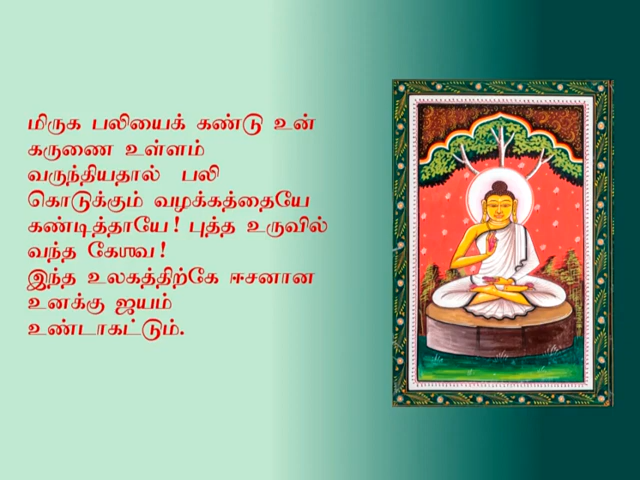 மிருக பலியைக் கண்டு உன்
கருணை உள்ளம்
வருந்தியதால் பலி
கொடுக்கும் வழக்கத்தையே
கண்டித்தாயே! புத்த உருவில்
வந்த கேஶவ!
இந்த உலகத்திற்கே ஈசனான
உனக்கு ஜயம்
உண்டாகட்டும்.